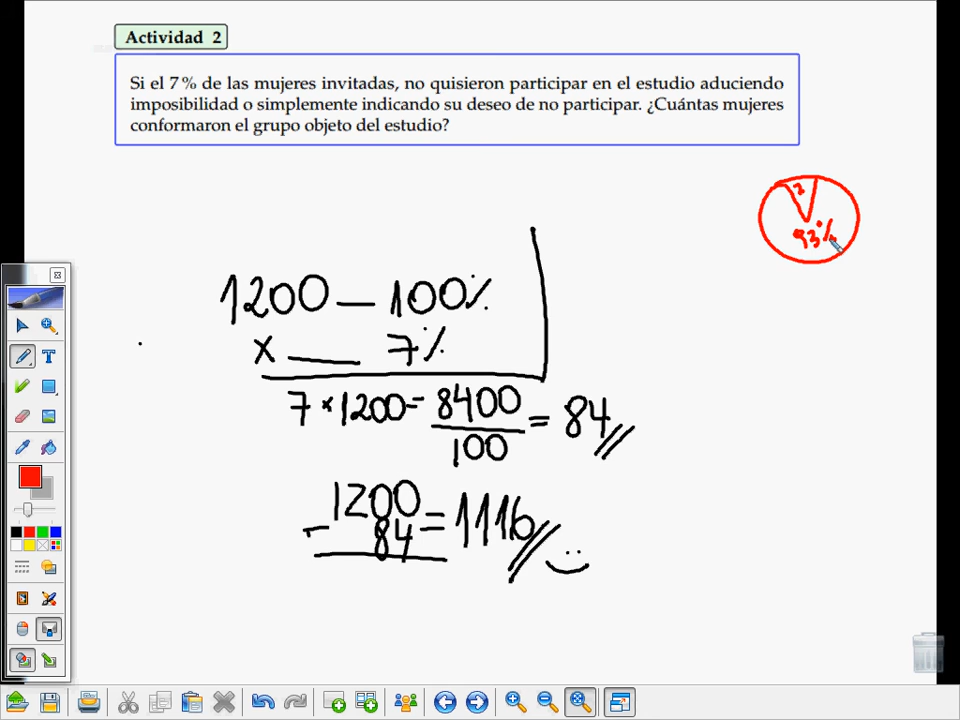 Actividad 2
Si el 7 % de las mujeres invitadas, no quisieron participar en el estudio aduciendo
imposibilidad o simplemente indicando su deseo de no participar. ¿Cuántas mujeres
conformaron el grupo objeto del estudio?
7
93%
1200 — 100%
x ___ 7%
7 × 1200 = 8400 = 84//
100
1200 = 1116//
- 84
T